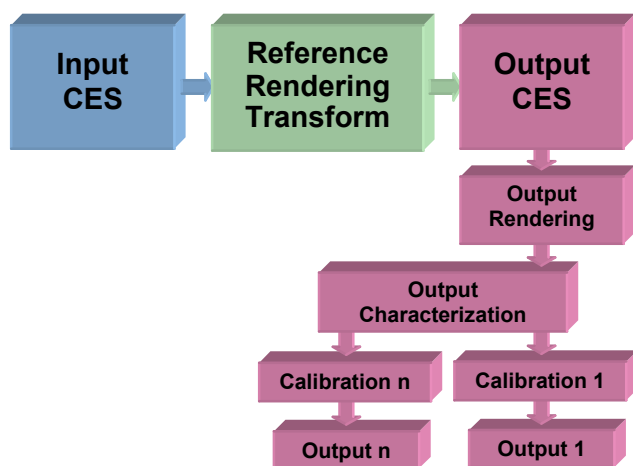 Input
CES
Reference
Rendering
Transform
Output
CES
Output
Rendering
Output
Characterization
Calibration n
Calibration 1
Output n
Output 1